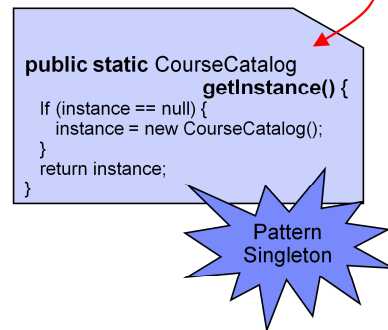 public static CourseCatalog
getInstance() {
If (instance == null) {
instance = new CourseCatalog();
}
return instance;
}
Pattern
Singleton